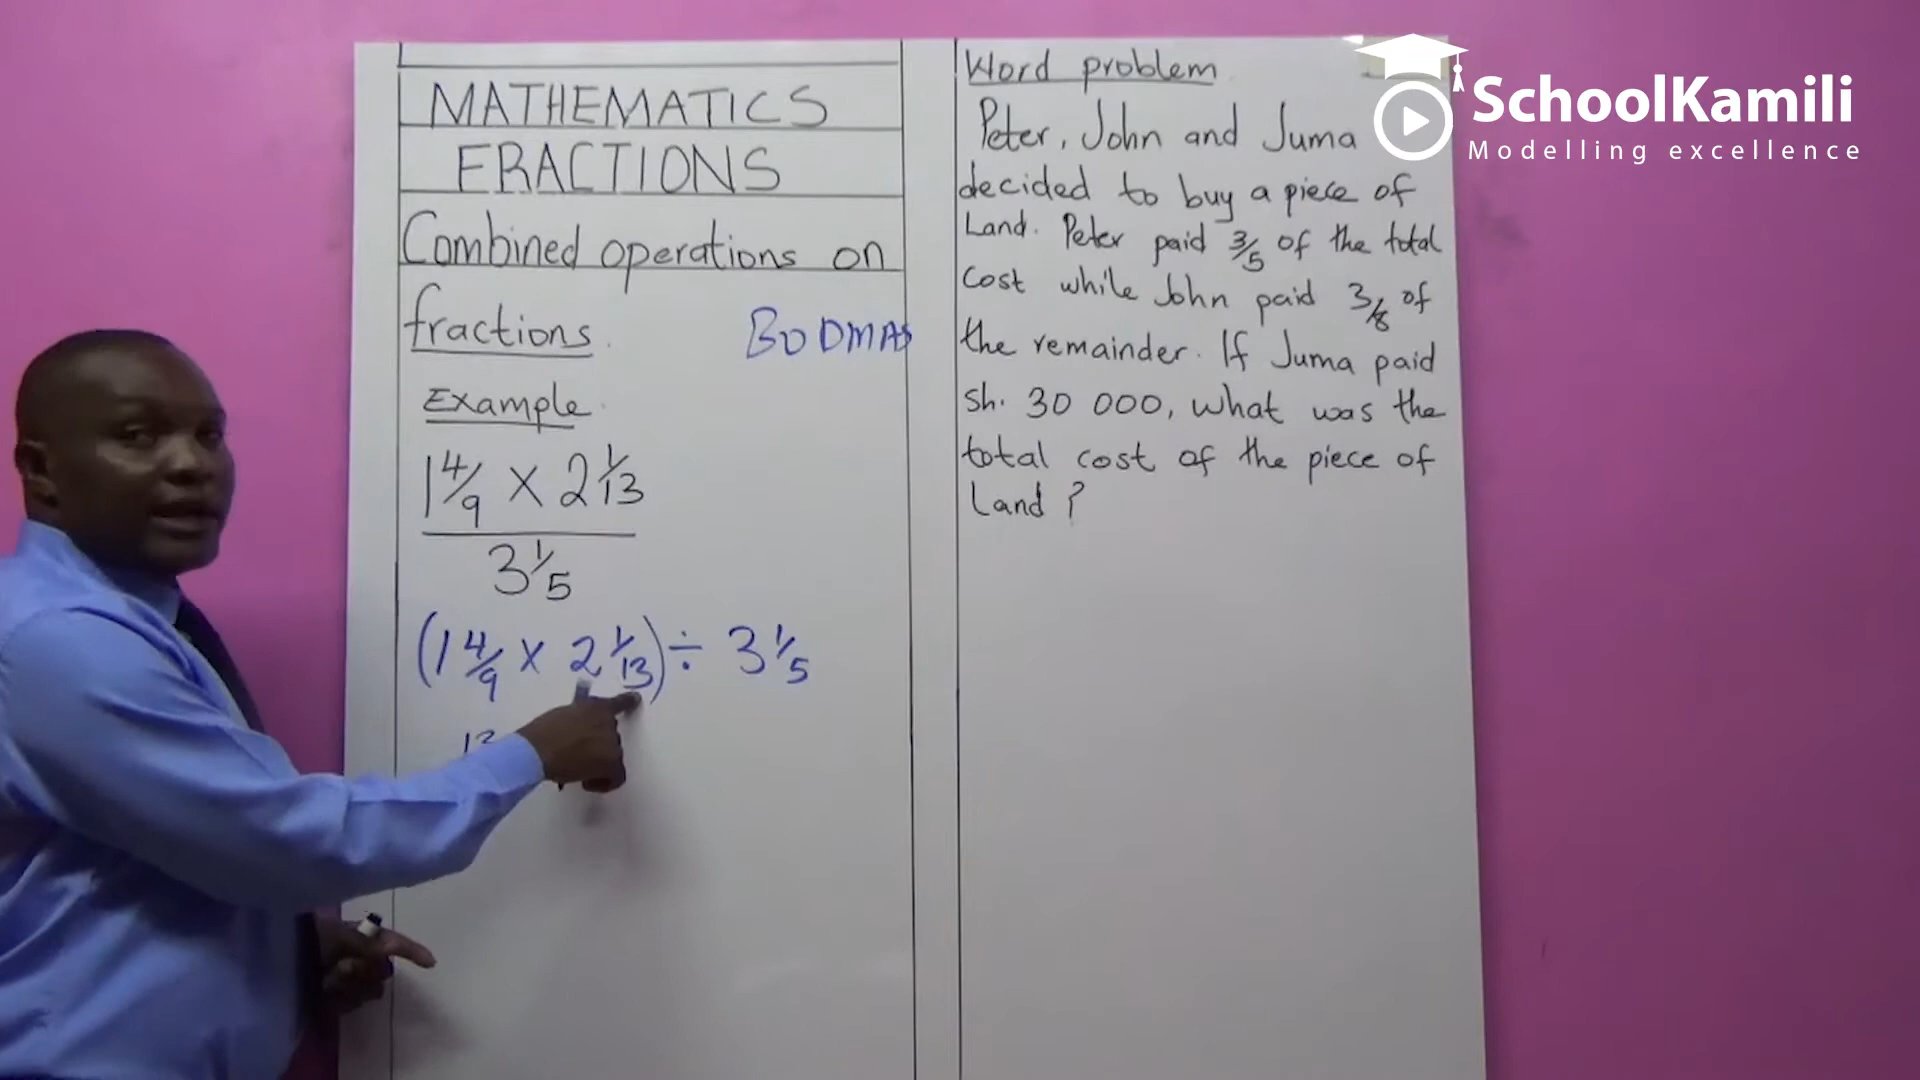 MATHEMATICS
FRACTIONS
Combined operations on
fractions.
BODMAS
Example.
1 4/9 × 2 1/13
3 1/5
(1 4/9 × 2 1/13) ÷ 3 1/5
13
Word problem
Peter, John and Juma
decided to buy a piece of
Land. Peter paid 3/5 of the total
Cost while John paid 3/8 of
the remainder. If Juma paid
sh. 30 000, what was the
total cost of the piece of
Land?
SchoolKamili
Modelling excellence